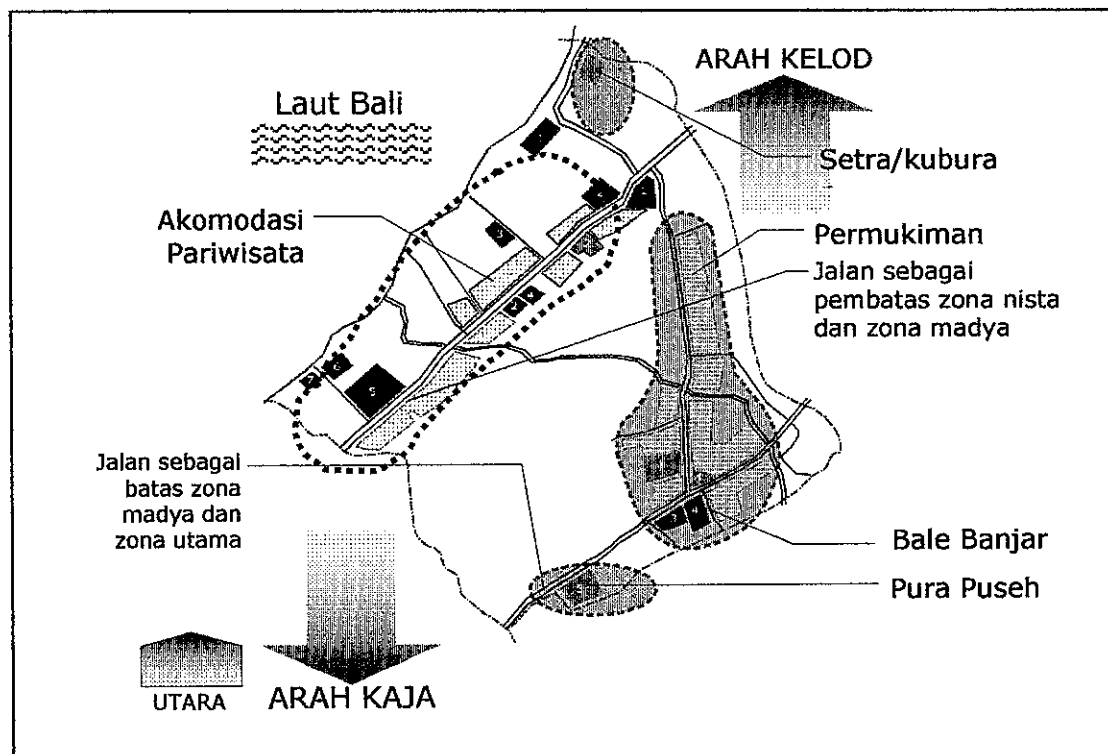 ARAH KELOD
Laut Bali
Setra/kubura
Akomodasi
Pariwisata
Permukiman
Jalan sebagai
pembatas zona nista
dan zona madya
Jalan sebagai
batas zona
madya dan
zona utama
Bale Banjar
Pura Puseh
UTARA
ARAH KAJA